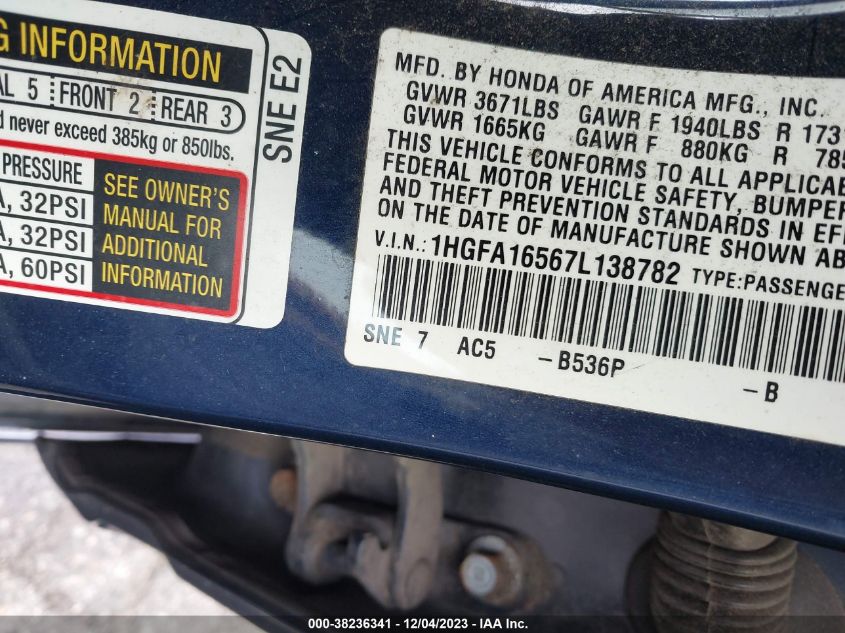 G INFORMATION
AL 5 FRONT 2 REAR 3
d never exceed 385kg or 850lbs.
PRESSURE
A, 32PSI
A, 32PSI
A, 60PSI
SEE OWNER'S
MANUAL FOR
ADDITIONAL
INFORMATION
SNE E2
MFD. BY HONDA OF AMERICA MFG., INC.
GVWR 3671LBS GAWR F 1940LBS R 1731
GVWR 1665KG GAWR F 880KG R 785
THIS VEHICLE CONFORMS TO ALL APPLICAB
FEDERAL MOTOR VEHICLE SAFETY, BUMPER
AND THEFT PREVENTION STANDARDS IN EFF
ON THE DATE OF MANUFACTURE SHOWN AB
V.I.N.: 1HGFA16567L138782 TYPE:PASSENGE
SNE 7 AC5 -B536P -B
000-38236341 - 12/04/2023 - IAA Inc.